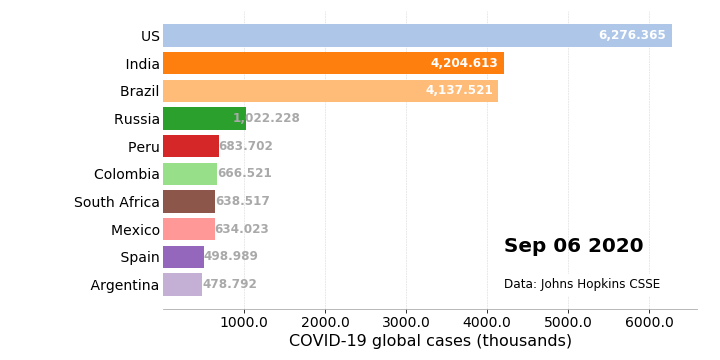 US 6,276.365
India 4,204.613
Brazil 4,137.521
Russia 1,022.228
Peru 683.702
Colombia 666.521
South Africa 638.517
Mexico 634.023
Spain 498.989
Argentina 478.792
Sep 06 2020
Data: Johns Hopkins CSSE
1000.0 2000.0 3000.0 4000.0 5000.0 6000.0
COVID-19 global cases (thousands)